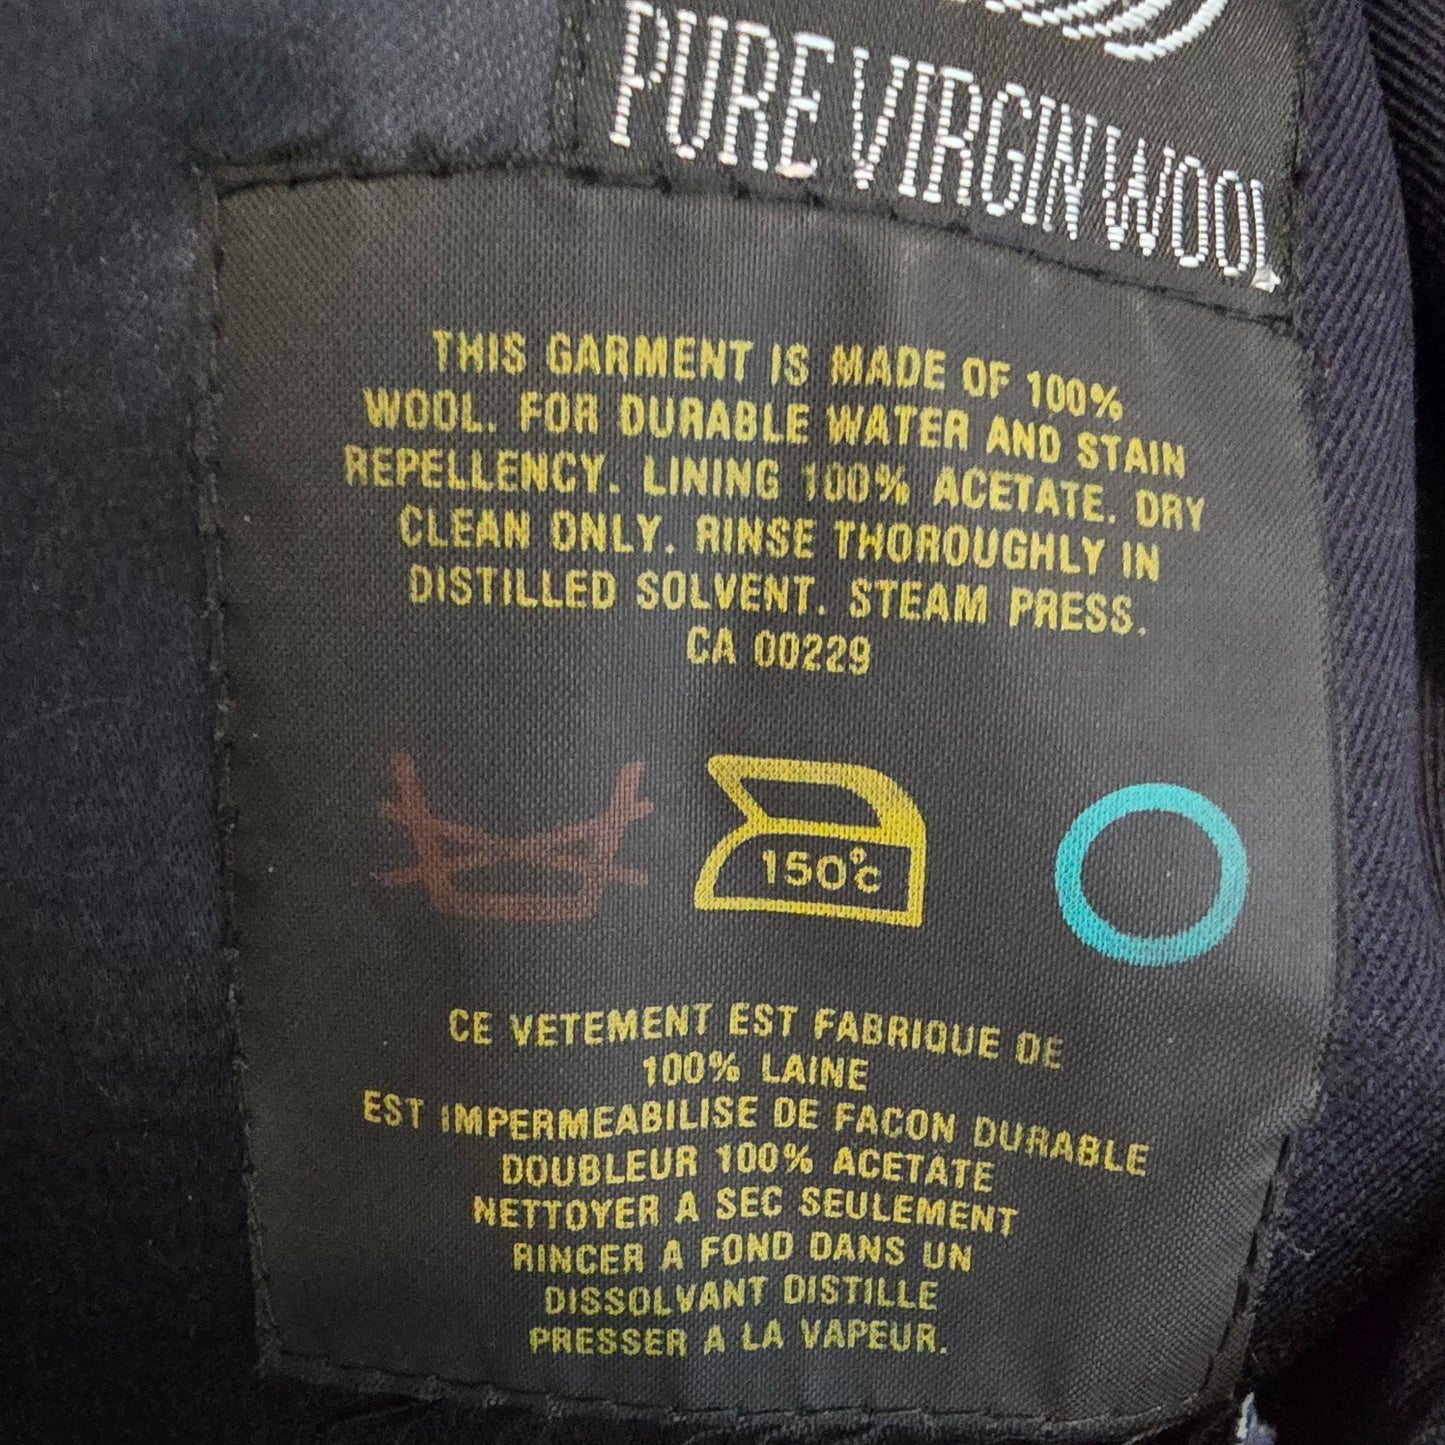 PURE VIRGIN WOOL
THIS GARMENT IS MADE OF 100%
WOOL. FOR DURABLE WATER AND STAIN
REPELLENCY. LINING 100% ACETATE. DRY
CLEAN ONLY. RINSE THOROUGHLY IN
DISTILLED SOLVENT. STEAM PRESS.
CA 00229
150°C
CE VETEMENT EST FABRIQUE DE
100% LAINE
EST IMPERMEABILISE DE FACON DURABLE
DOUBLEUR 100% ACETATE
NETTOYER A SEC SEULEMENT
RINCER A FOND DANS UN
DISSOLVANT DISTILLE
PRESSER A LA VAPEUR.